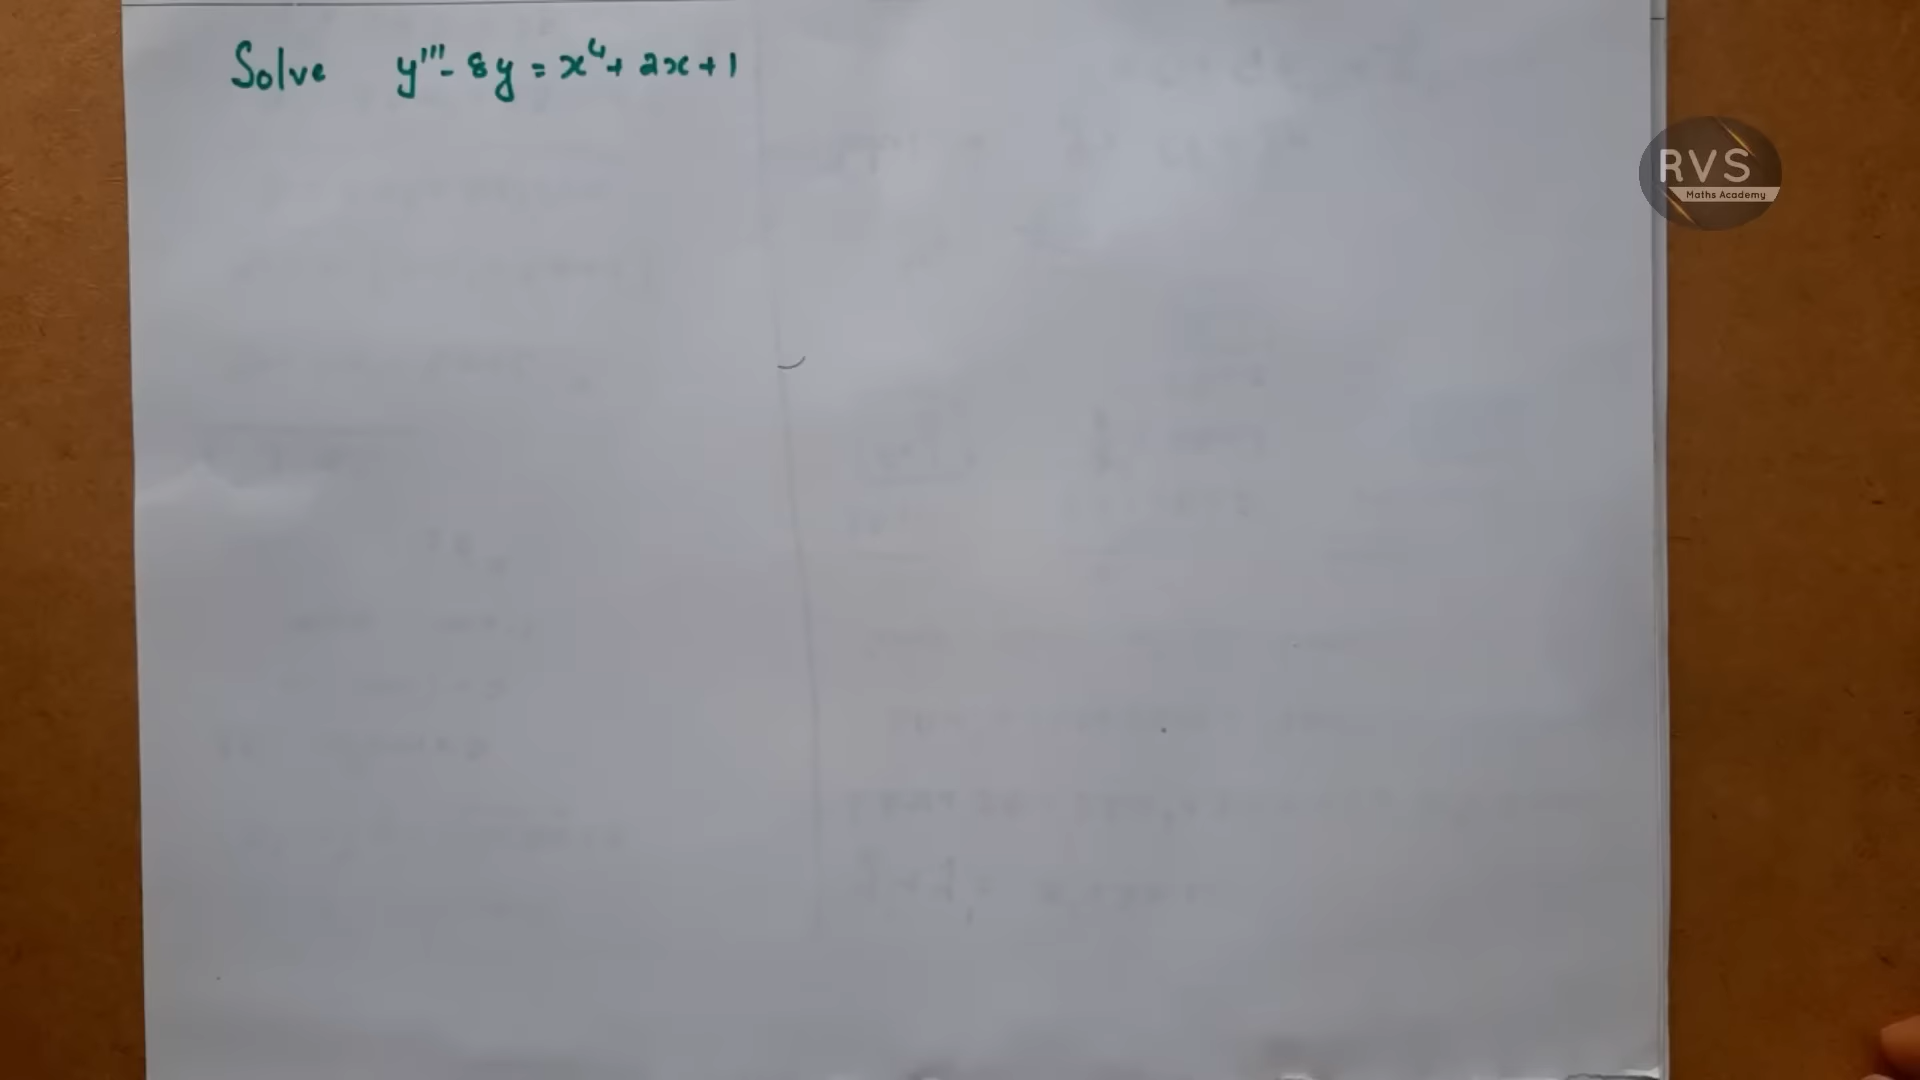 Solve y''' - 8y = x⁴ + 2x + 1
RVS
Maths Academy